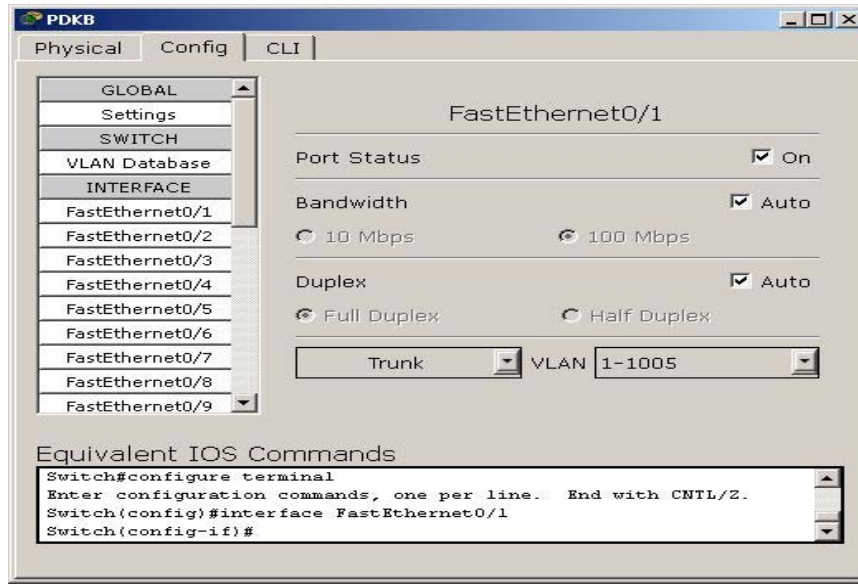 PDKB
Physical Config CLI
GLOBAL
Settings
SWITCH
VLAN Database
INTERFACE
FastEthernet0/1
FastEthernet0/2
FastEthernet0/3
FastEthernet0/4
FastEthernet0/5
FastEthernet0/6
FastEthernet0/7
FastEthernet0/8
FastEthernet0/9
FastEthernet0/1
Port Status On
Bandwidth Auto
10 Mbps 100 Mbps
Duplex Auto
Full Duplex Half Duplex
Trunk VLAN 1-1005
Equivalent IOS Commands
Switch#configure terminal
Enter configuration commands, one per line. End with CNTL/Z.
Switch(config)#interface FastEthernet0/1
Switch(config-if)#